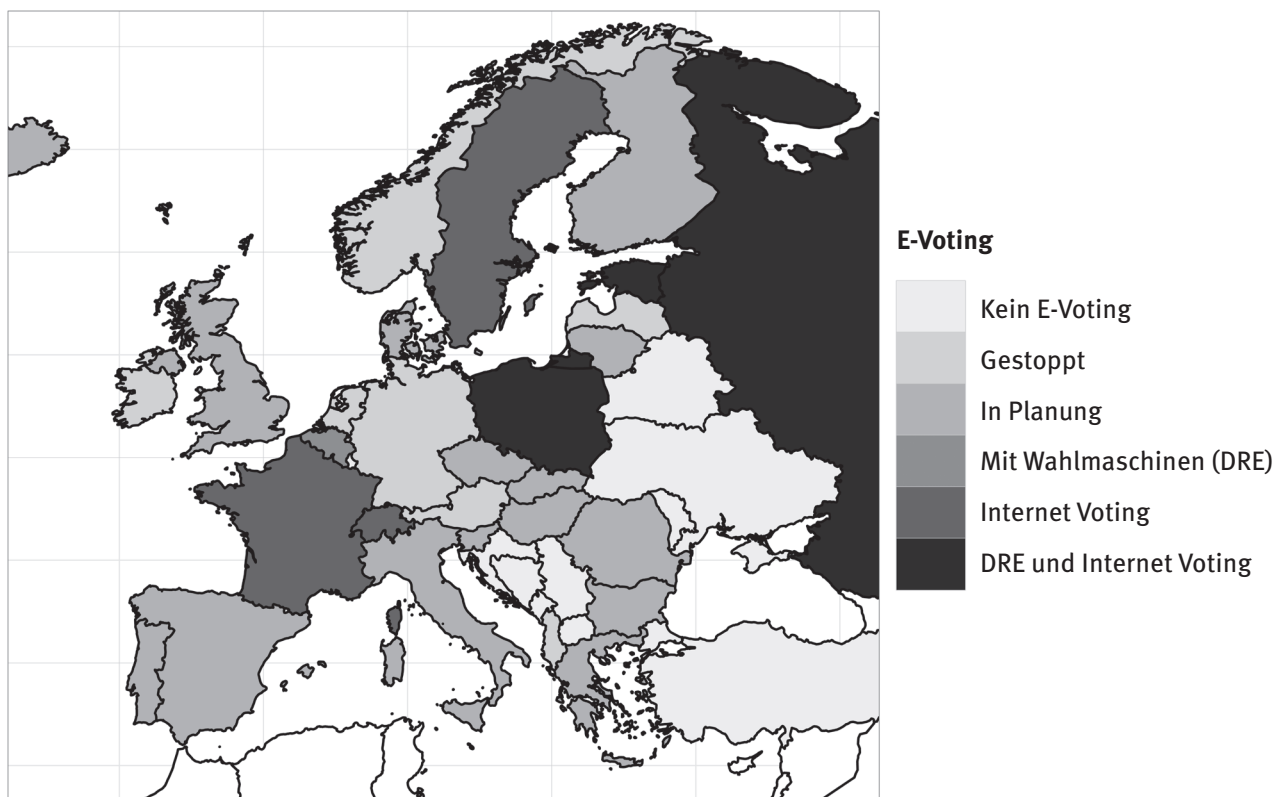 E-Voting
Kein E-Voting
Gestoppt
In Planung
Mit Wahlmaschinen (DRE)
Internet Voting
DRE und Internet Voting